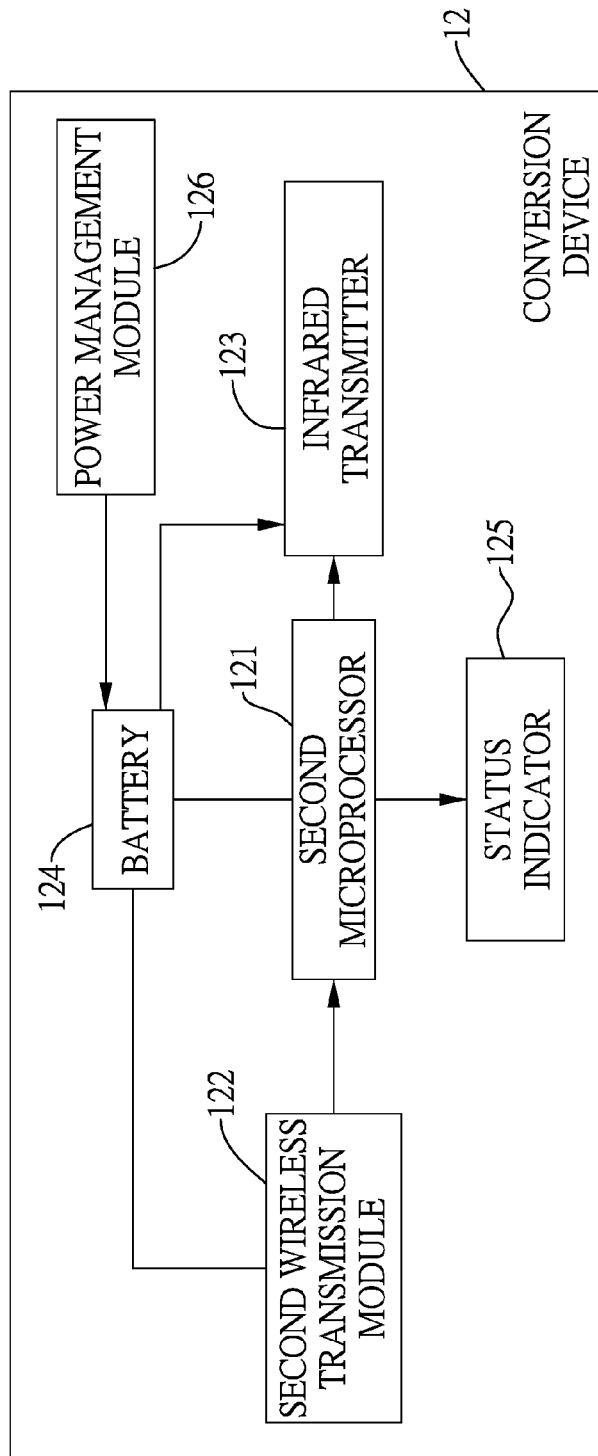 12
POWER MANAGEMENT
MODULE
126
124
BATTERY
123
INFRARED
TRANSMITTER
121
SECOND
MICROPROCESSOR
122
SECOND WIRELESS
TRANSMISSION
MODULE
125
STATUS
INDICATOR
CONVERSION
DEVICE